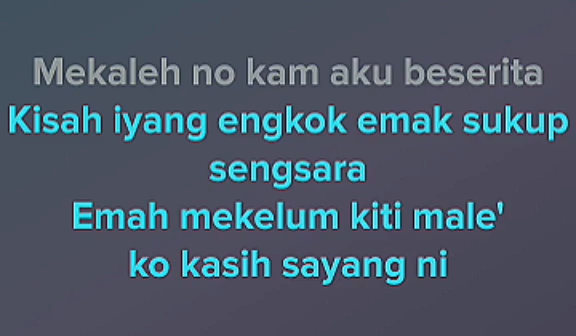 Mekaleh no kam aku beserita
Kisah iyang engkok emak sukup
sengsara
Emah mekelum kiti male'
ko kasih sayang ni